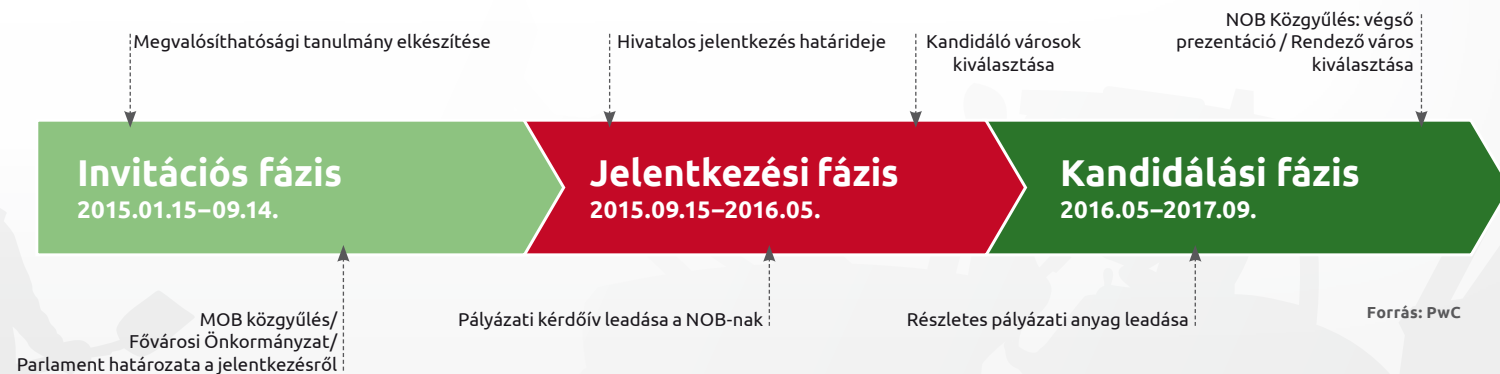 Megvalósíthatósági tanulmány elkészítése
Hivatalos jelentkezés határideje
Kandidáló városok
kiválasztása
NOB Közgyűlés: végső
prezentáció / Rendező város
kiválasztása
Invitációs fázis
2015.01.15–09.14.
Jelentkezési fázis
2015.09.15–2016.05.
Kandidálási fázis
2016.05–2017.09.
MOB közgyűlés/
Fővárosi Önkormányzat/
Parlament határozata a jelentkezésről
Pályázati kérdőív leadása a NOB-nak
Részletes pályázati anyag leadása
Forrás: PwC